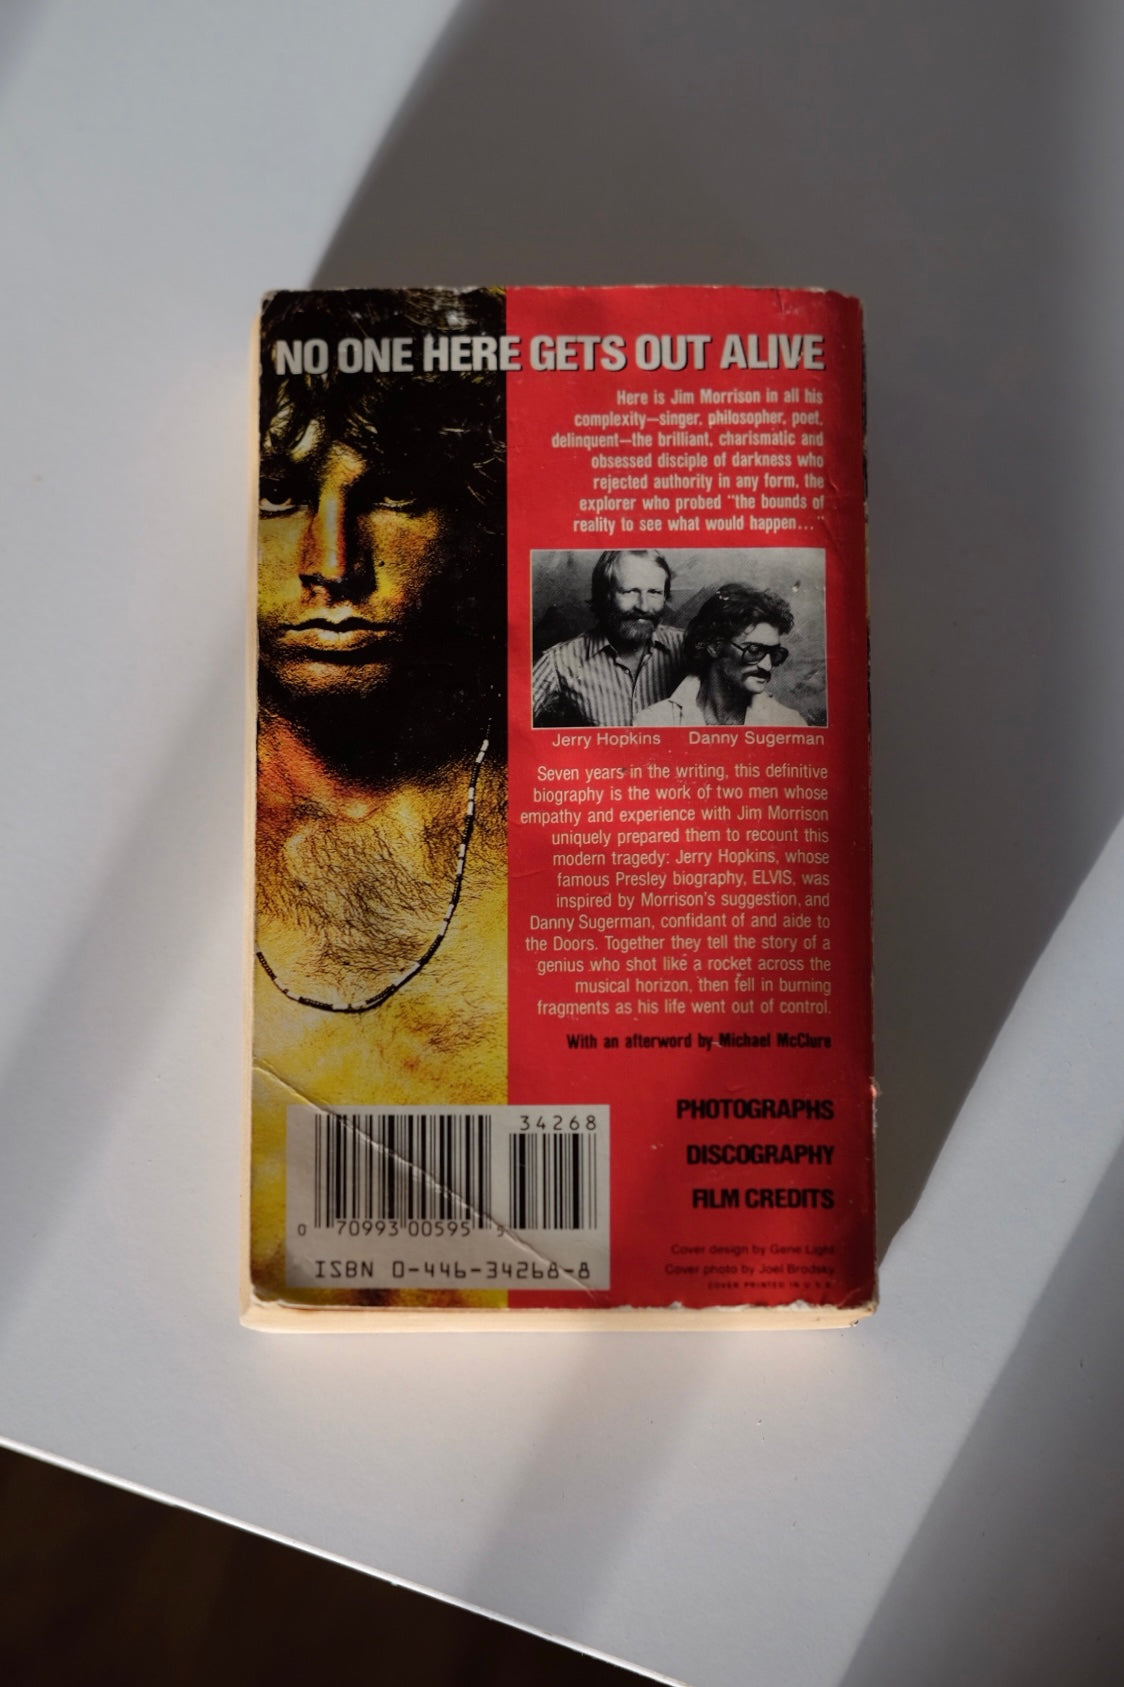 NO ONE HERE GETS OUT ALIVE
Here is Jim Morrison in all his
complexity—singer, philosopher, poet,
delinquent—the brilliant, charismatic and
obsessed disciple of darkness who
rejected authority in any form, the
explorer who probed "the bounds of
reality to see what would happen..."
Jerry Hopkins Danny Sugerman
Seven years in the writing, this definitive
biography is the work of two men whose
empathy and experience with Jim Morrison
uniquely prepared them to recount this
modern tragedy: Jerry Hopkins, whose
famous Presley biography, ELVIS, was
inspired by Morrison's suggestion, and
Danny Sugerman, confidant of and aide to
the Doors. Together they tell the story of a
genius who shot like a rocket across the
musical horizon, then fell in burning
fragments as his life went out of control.
With an afterword by Michael McClure
PHOTOGRAPHS
DISCOGRAPHY
FILM CREDITS
Cover design by Gene Light
Cover photo by Joel Brodsky
COVER PRINTED IN U.S.A.
34268
0 70993 00595 9
ISBN 0-446-34268-8